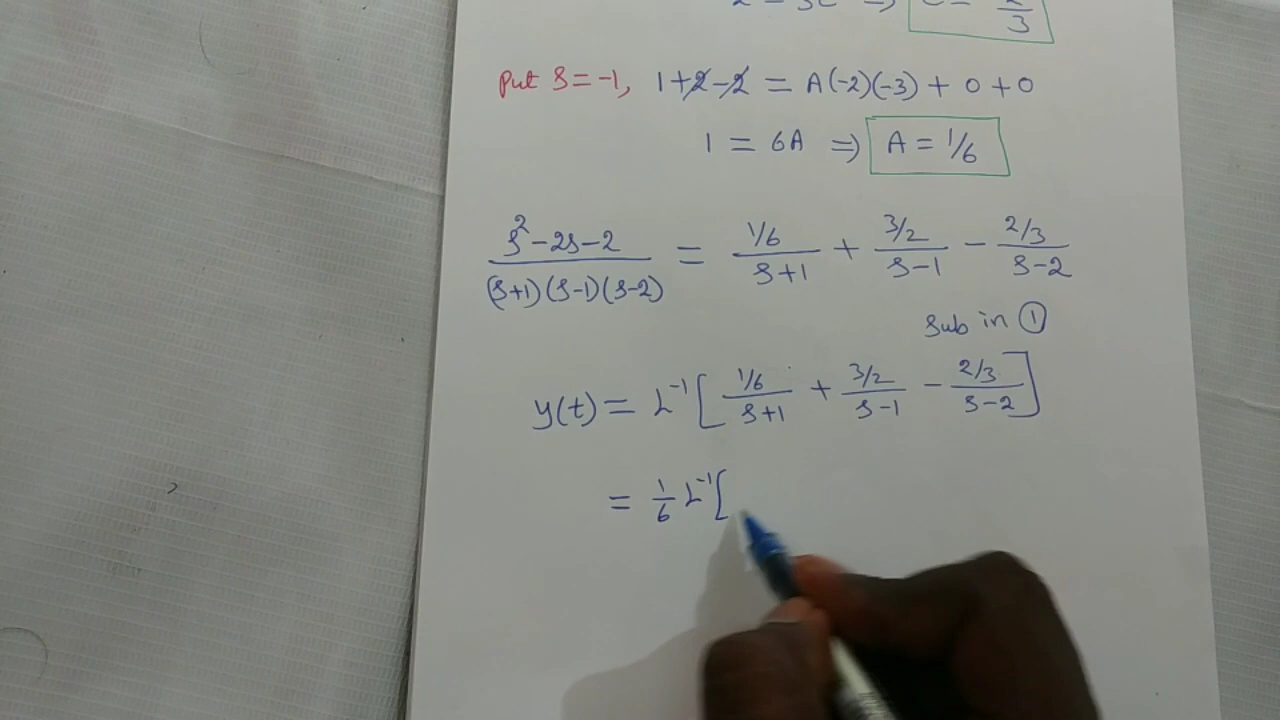 put s = -1, 1+2-2 = A(-2)(-3) + 0 + 0
1 = 6A ⇒ A = 1/6
s²-2s-2/(s+1)(s-1)(s-2) = 1/6/s+1 + 3/2/s-1 - 2/3/s-2
sub in ①
y(t) = L⁻¹[1/6/s+1 + 3/2/s-1 - 2/3/s-2]
= 1/6 L⁻¹[